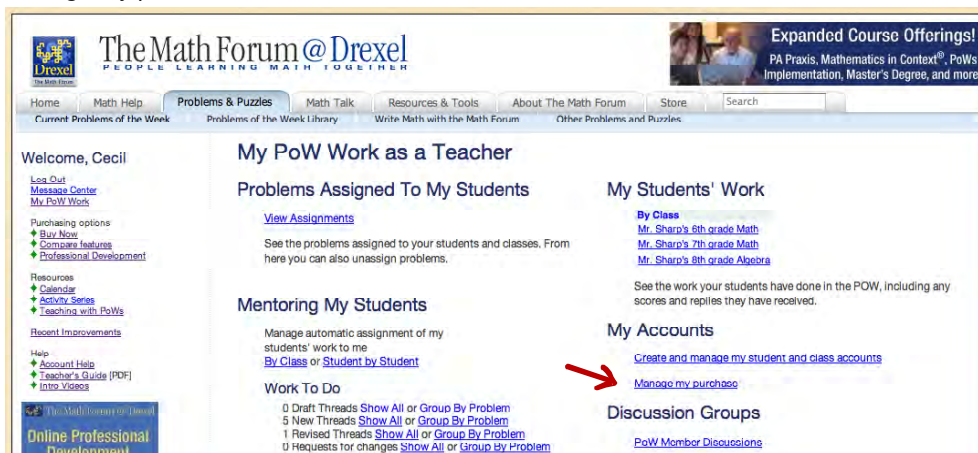 The Math Forum @ Drexel
PEOPLE LEARNING MATH TOGETHER
Drexel
The Math Forum
Expanded Course Offerings!
PA Praxis, Mathematics in Context®, PoWs
Implementation, Master's Degree, and more
Home Math Help Problems & Puzzles Math Talk Resources & Tools About The Math Forum Store Search
Current Problems of the Week Problems of the Week Library Write Math with the Math Forum Other Problems and Puzzles
Welcome, Cecil
Log Out
Message Center
My PoW Work
Purchasing options
Buy Now
Compare features
Professional Development
Resources
Calendar
Activity Series
Teaching with PoWs
Recent Improvements
Help
Account Help
Teacher's Guide [PDF]
Intro Videos
The Math Forum @ Drexel
Online Professional
Development
My PoW Work as a Teacher
Problems Assigned To My Students
View Assignments
See the problems assigned to your students and classes. From
here you can also unassign problems.
Mentoring My Students
Manage automatic assignment of my
students' work to me
By Class or Student by Student
Work To Do
0 Draft Threads Show All or Group By Problem
5 New Threads Show All or Group By Problem
1 Revised Threads Show All or Group By Problem
0 Requests for changes Show All or Group By Problem
My Students' Work
By Class
Mr. Sharp's 6th grade Math
Mr. Sharp's 7th grade Math
Mr. Sharp's 8th grade Algebra
See the work your students have done in the POW, including any
scores and replies they have received.
My Accounts
Create and manage my student and class accounts
Manage my purchase
Discussion Groups
PoW Member Discussions